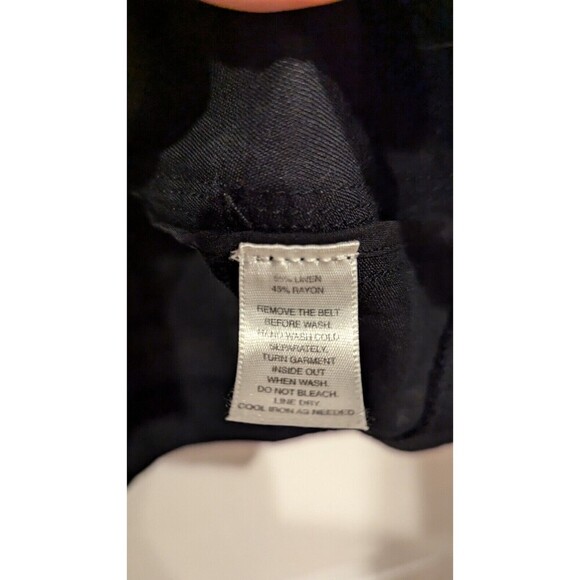 55% LINEN
45% RAYON
REMOVE THE BELT
BEFORE WASH.
HAND WASH COLD
SEPARATELY.
TURN GARMENT
INSIDE OUT
WHEN WASH.
DO NOT BLEACH.
LINE DRY
COOL IRON AS NEEDED